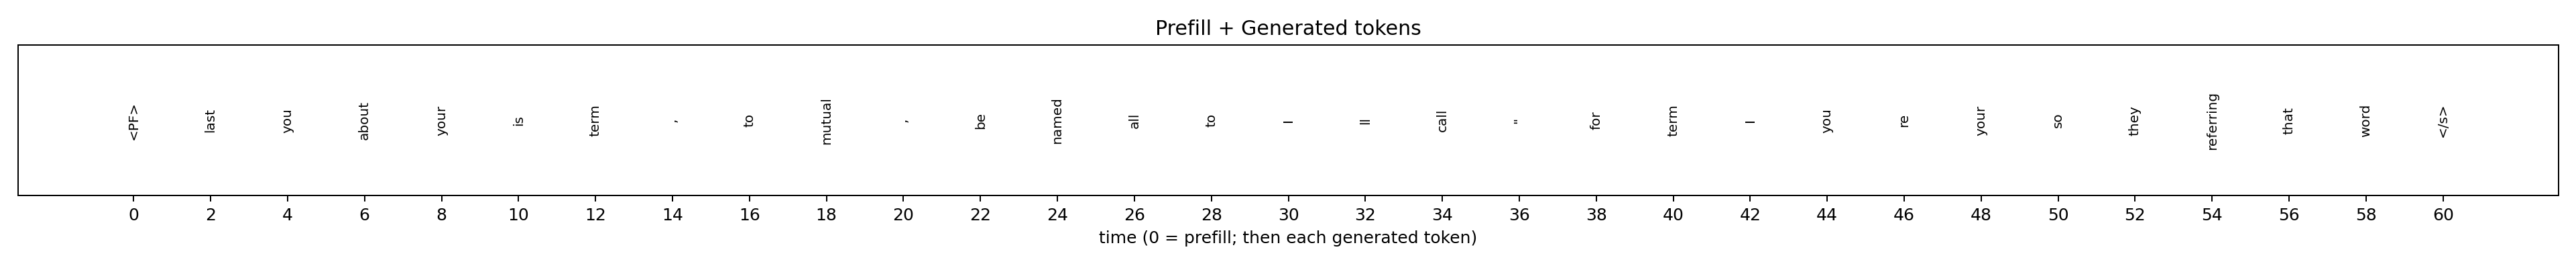 Prefill + Generated tokens
<PF> last you about your is term , to mutual , be named all to I ll call " for term I you re your so they referring that word </s>
0 2 4 6 8 10 12 14 16 18 20 22 24 26 28 30 32 34 36 38 40 42 44 46 48 50 52 54 56 58 60
time (0 = prefill; then each generated token)